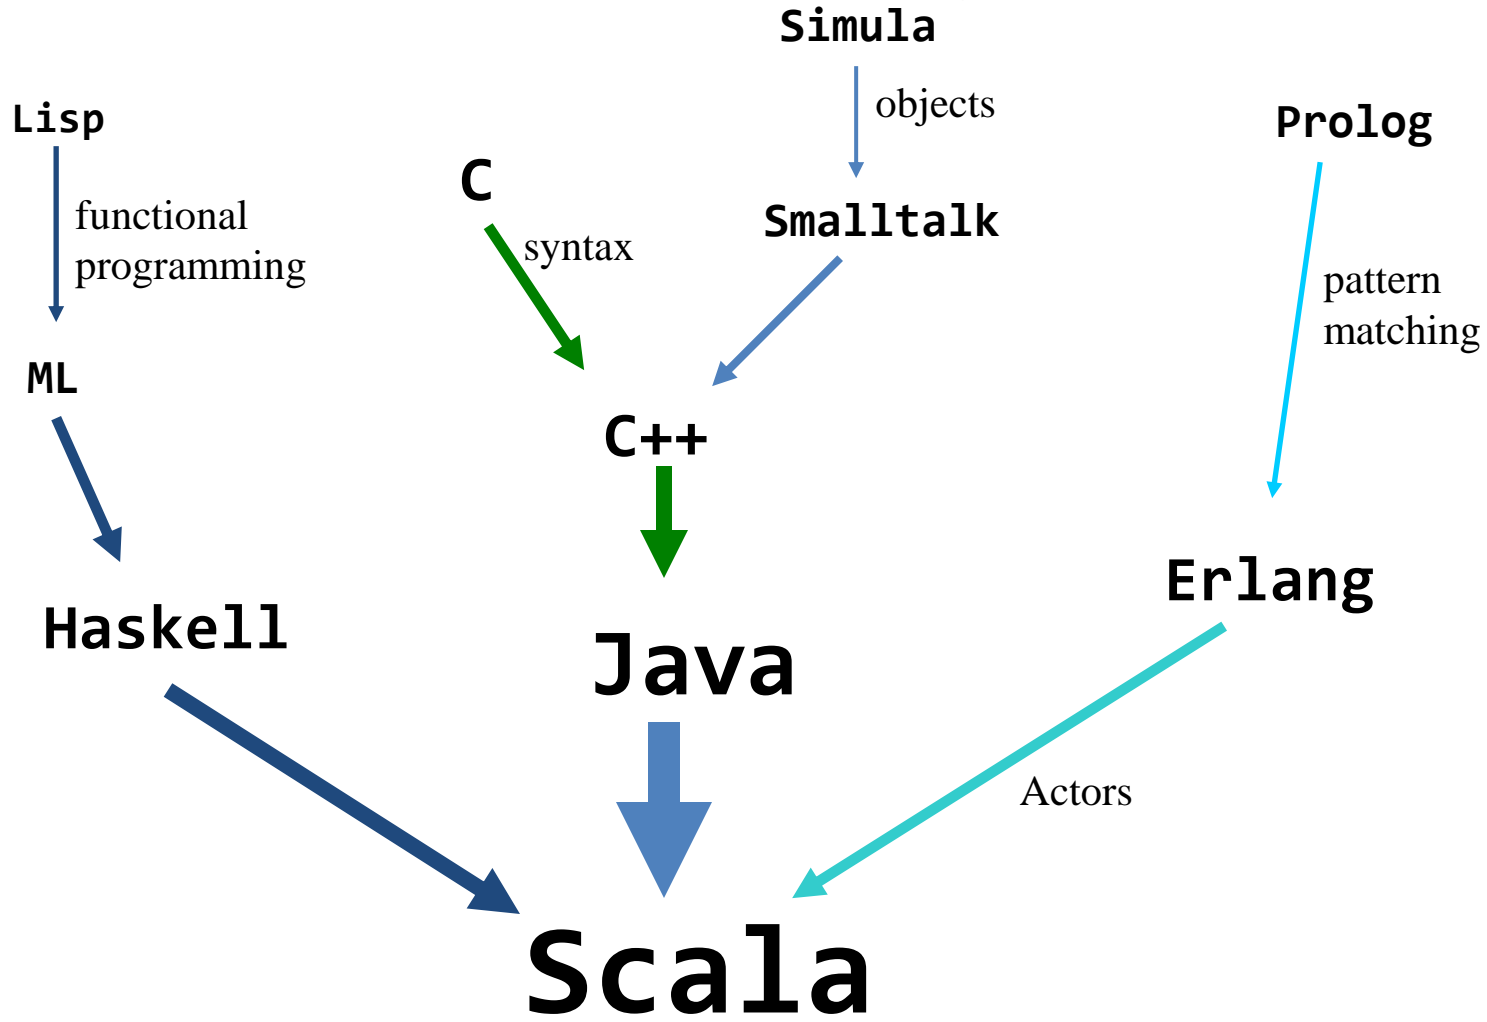 Simula
objects
Lisp
Prolog
C
functional
programming
syntax
Smalltalk
pattern
matching
ML
C++
Erlang
Haskell
Java
Actors
Scala